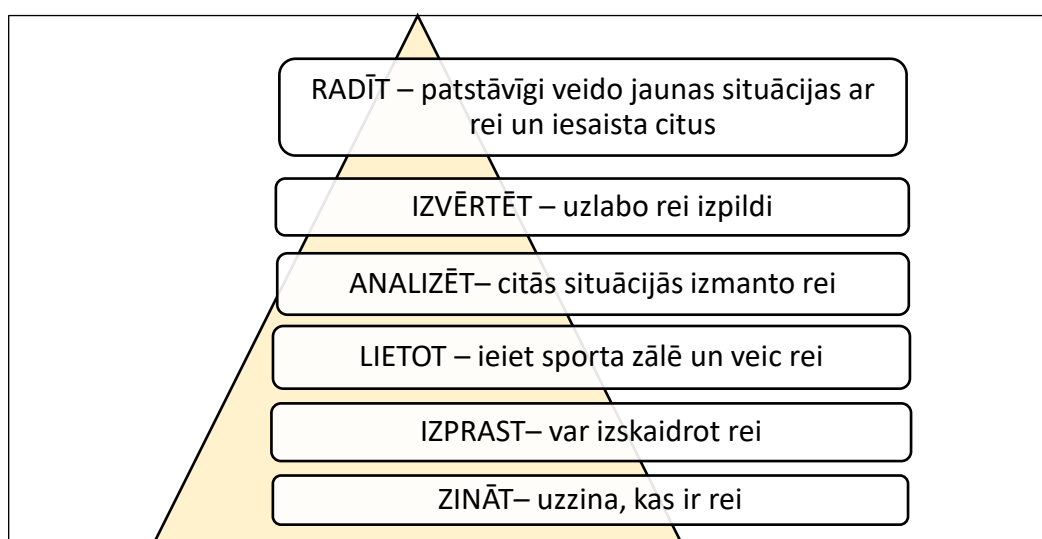 RADĪT – patstāvīgi veido jaunas situācijas ar
rei un iesaista citus
IZVĒRTĒT – uzlabo rei izpildi
ANALIZĒT– citās situācijās izmanto rei
LIETOT – ieiet sporta zālē un veic rei
IZPRAST– var izskaidrot rei
ZINĀT– uzzina, kas ir rei